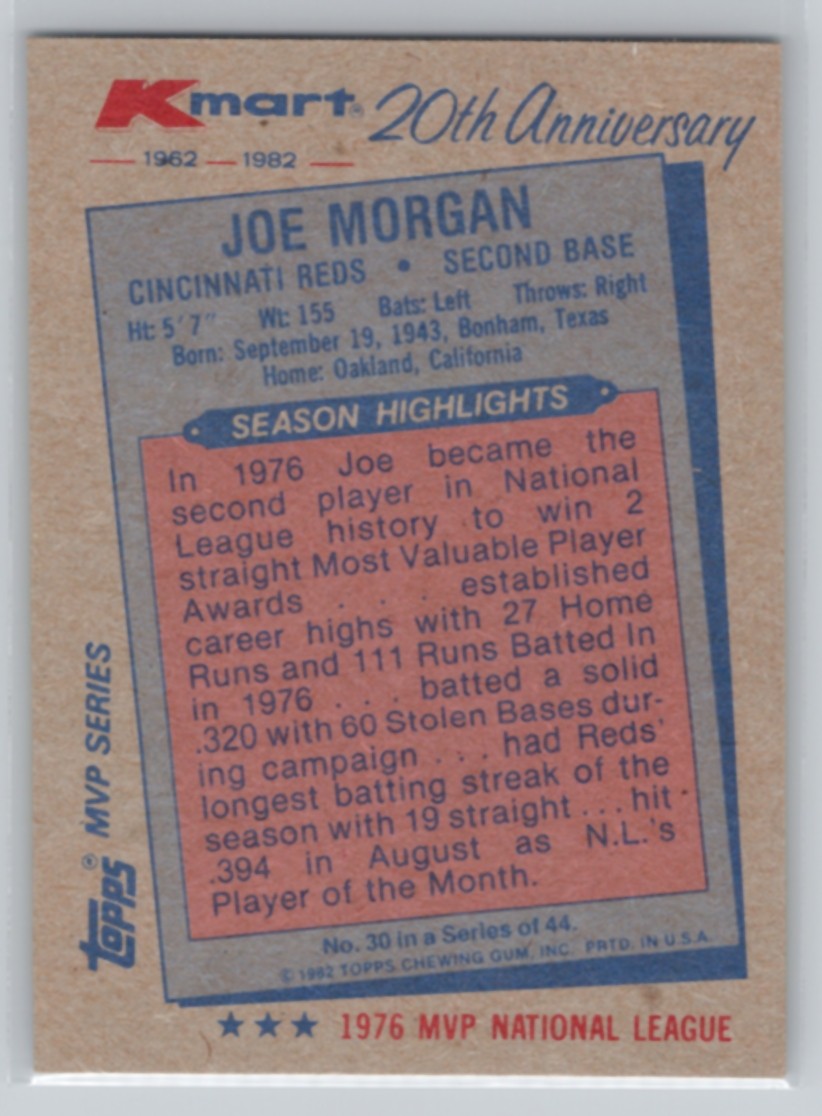 Kmart® 20th Anniversary
1962 — 1982
JOE MORGAN
CINCINNATI REDS • SECOND BASE
Ht: 5'7" Wt: 155 Bats: Left Throws: Right
Born: September 19, 1943, Bonham, Texas
Home: Oakland, California
SEASON HIGHLIGHTS
In 1976 Joe became the
second player in National
League history to win 2
straight Most Valuable Player
Awards . . . established
career highs with 27 Home
Runs and 111 Runs Batted In
in 1976 . . . batted a solid
.320 with 60 Stolen Bases dur-
ing campaign . . . had Reds'
longest batting streak of the
season with 19 straight . . . hit
.394 in August as N.L.'s
Player of the Month.
No. 30 in a Series of 44.
© 1982 TOPPS CHEWING GUM, INC. PRTD. IN U.S.A.
topps® MVP SERIES
★★★ 1976 MVP NATIONAL LEAGUE